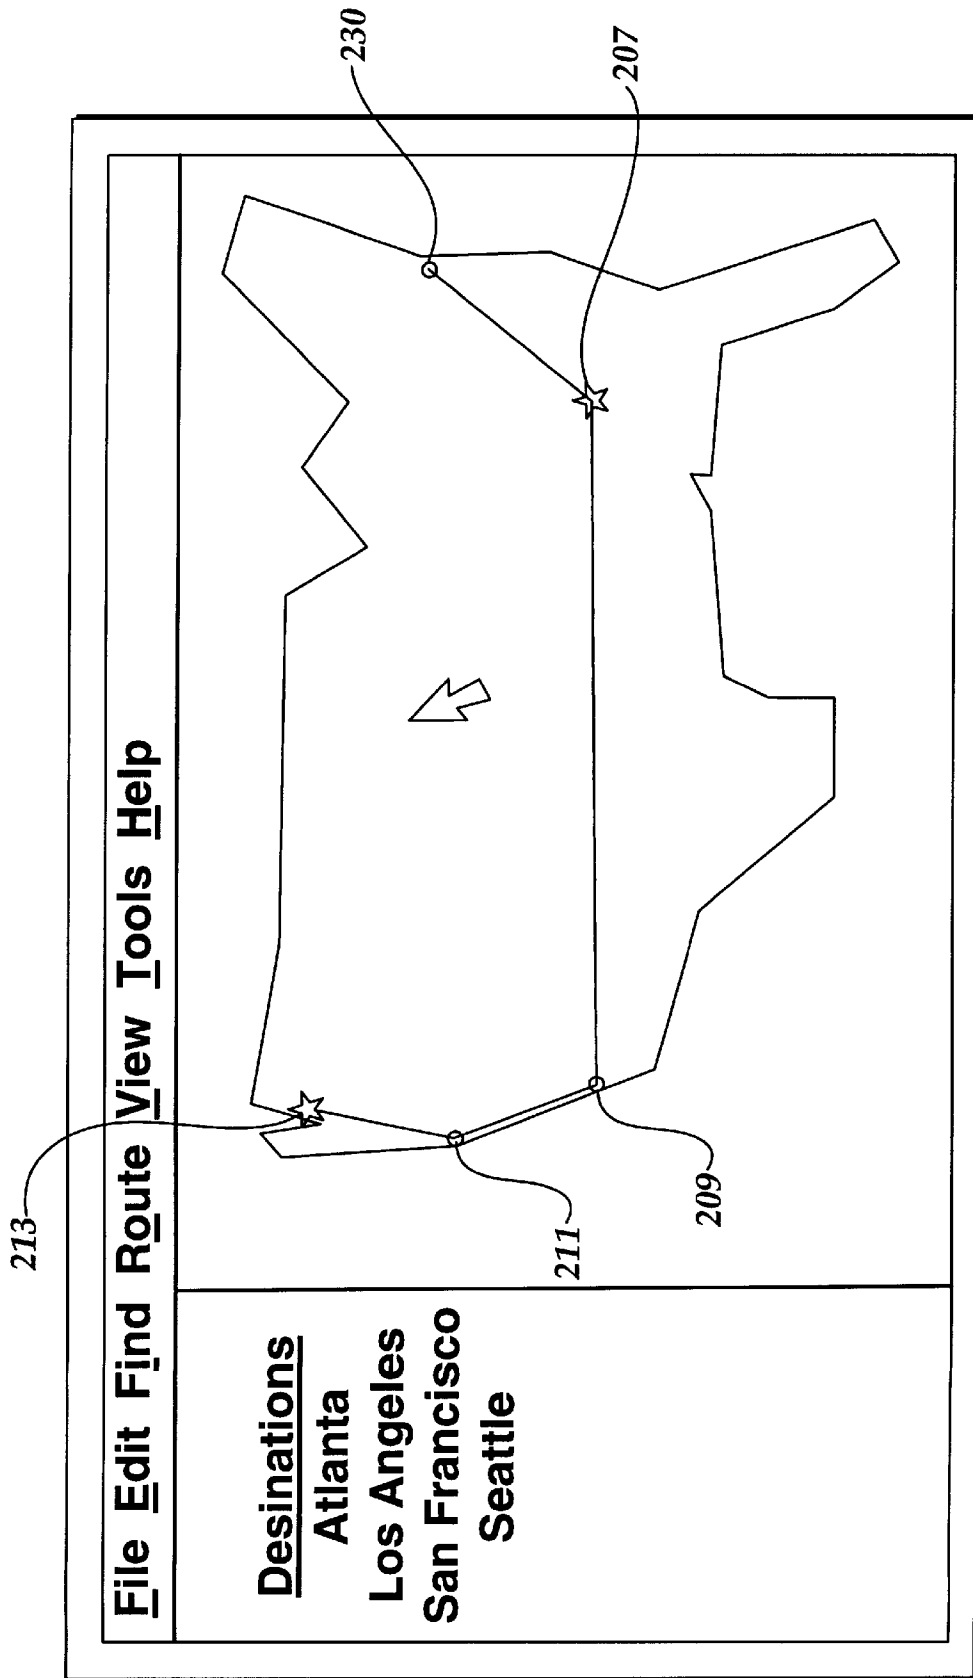 File Edit Find Route View Tools Help
Desinations
Atlanta
Los Angeles
San Francisco
Seattle
213
211
209
230
207